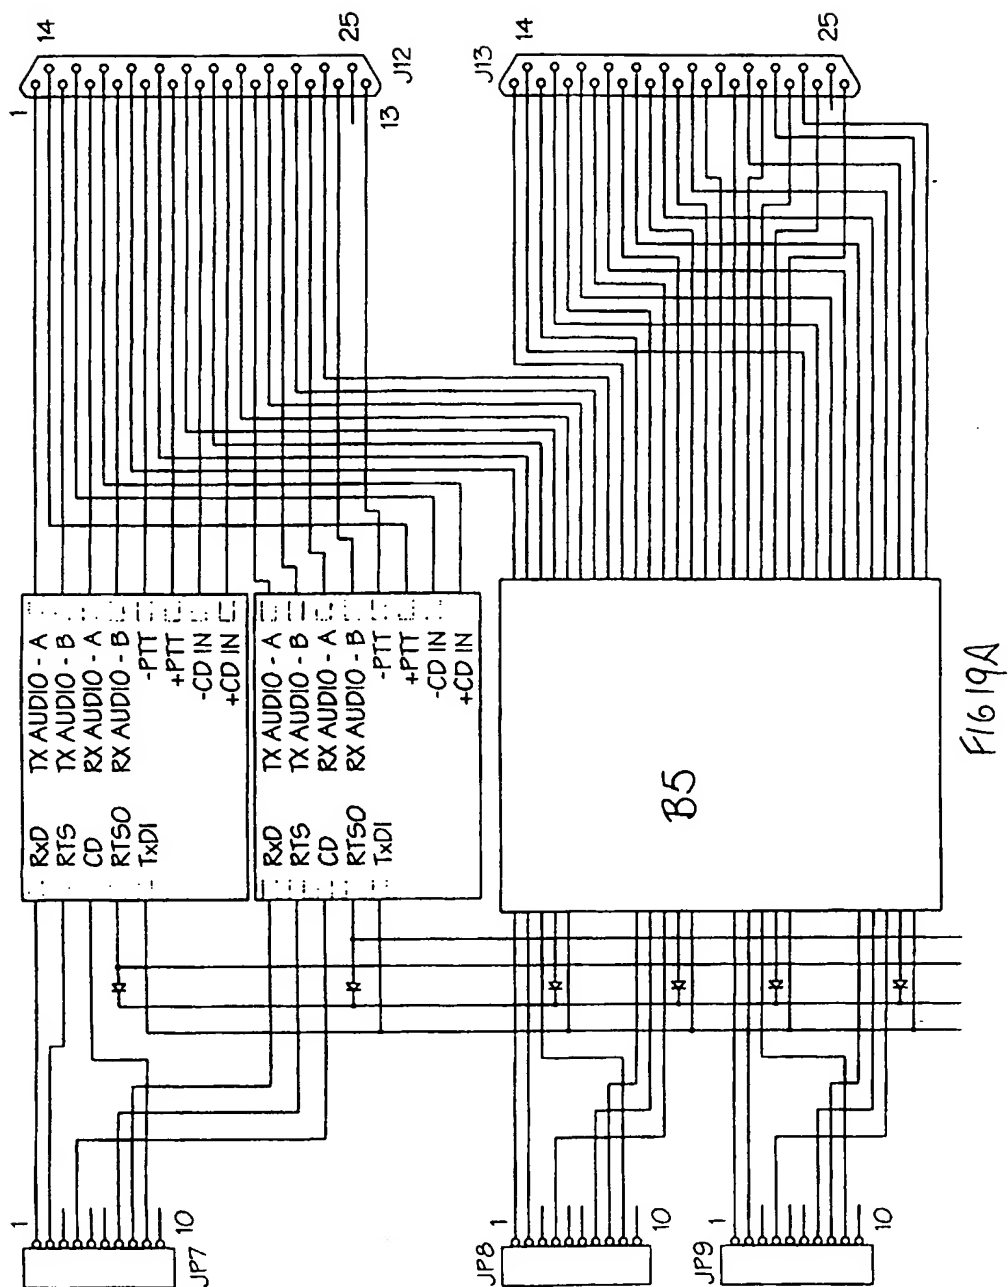 14
1
25
13
J12
14
25
J13
RxD TX AUDIO - A
RTS TX AUDIO - B
CD RX AUDIO - A
RTSO RX AUDIO - B
TxDI -PTT
+PTT
-CD IN
+CD IN
RxD TX AUDIO - A
RTS TX AUDIO - B
CD RX AUDIO - A
RTSO RX AUDIO - B
TxDI -PTT
+PTT
-CD IN
+CD IN
B5
1
10
JP7
1
10
JP8
1
10
JP9
FIG 19A